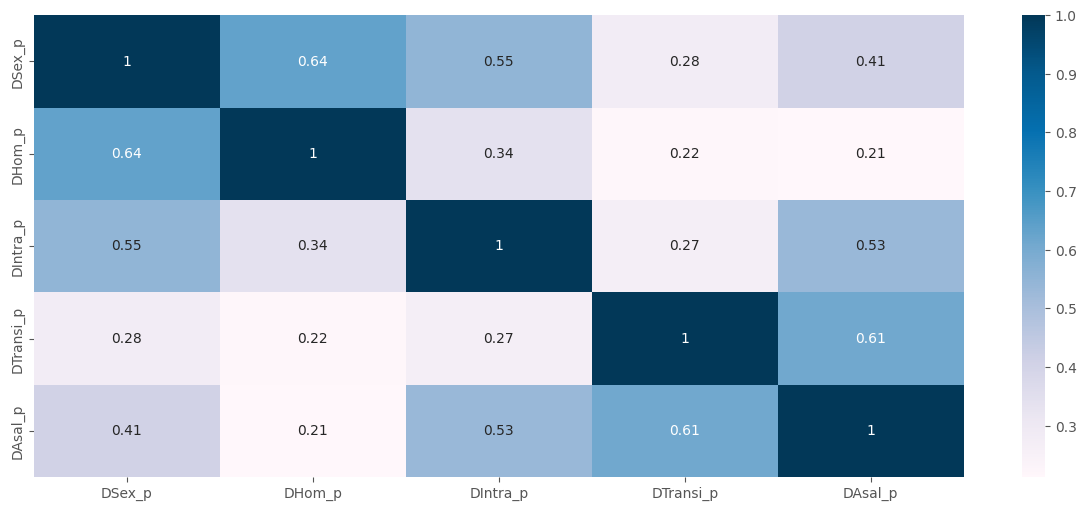 DSex_p 1 0.64 0.55 0.28 0.41
DHom_p 0.64 1 0.34 0.22 0.21
DIntra_p 0.55 0.34 1 0.27 0.53
DTransi_p 0.28 0.22 0.27 1 0.61
DAsal_p 0.41 0.21 0.53 0.61 1
DSex_p DHom_p DIntra_p DTransi_p DAsal_p
1.0
0.9
0.8
0.7
0.6
0.5
0.4
0.3